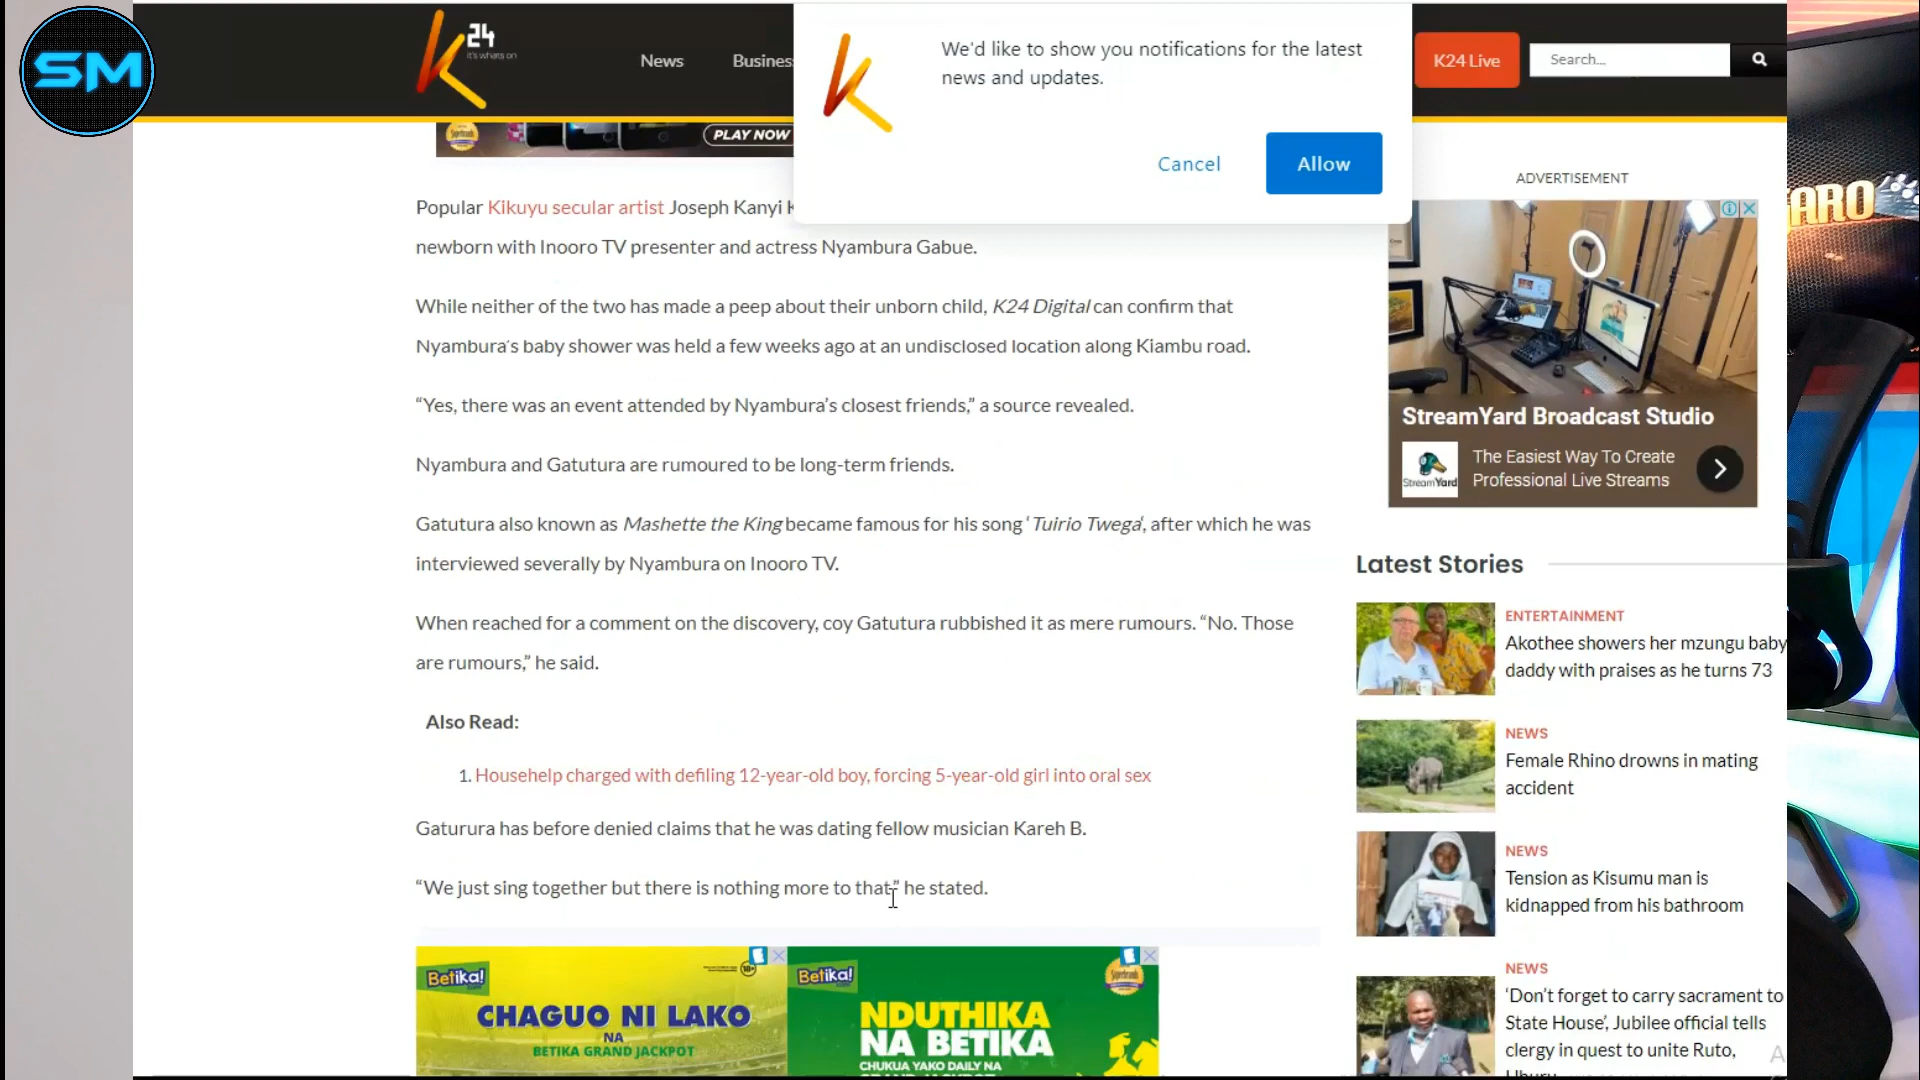 SM
24
it's whats on
News
Business
We'd like to show you notifications for the latest
news and updates.
Cancel
Allow
K24 Live
Search...
PLAY NOW
Popular Kikuyu secular artist Joseph Kanyi
newborn with Inooro TV presenter and actress Nyambura Gabue.
While neither of the two has made a peep about their unborn child, K24 Digital can confirm that
Nyambura's baby shower was held a few weeks ago at an undisclosed location along Kiambu road.
“Yes, there was an event attended by Nyambura’s closest friends,” a source revealed.
Nyambura and Gatutura are rumoured to be long-term friends.
Gatutura also known as Mashette the King became famous for his song ‘Tuirio Twega‘, after which he was
interviewed severally by Nyambura on Inooro TV.
When reached for a comment on the discovery, coy Gatutura rubbished it as mere rumours. “No. Those
are rumours,” he said.
Also Read:
1. Househelp charged with defiling 12-year-old boy, forcing 5-year-old girl into oral sex
Gaturura has before denied claims that he was dating fellow musician Kareh B.
“We just sing together but there is nothing more to that,” he stated.
Betika!
CHAGUO NI LAKO
NA
BETIKA GRAND JACKPOT
Betika!
NDUTHIKA
NA BETIKA
CHUKUA YAKO DAILY NA
GRAND JACKPOT
ADVERTISEMENT
StreamYard Broadcast Studio
StreamYard
The Easiest Way To Create
Professional Live Streams
Latest Stories
ENTERTAINMENT
Akothee showers her mzungu baby
daddy with praises as he turns 73
NEWS
Female Rhino drowns in mating
accident
NEWS
Tension as Kisumu man is
kidnapped from his bathroom
NEWS
‘Don’t forget to carry sacrament to
State House’, Jubilee official tells
clergy in quest to unite Ruto,
Uhuru
ARO